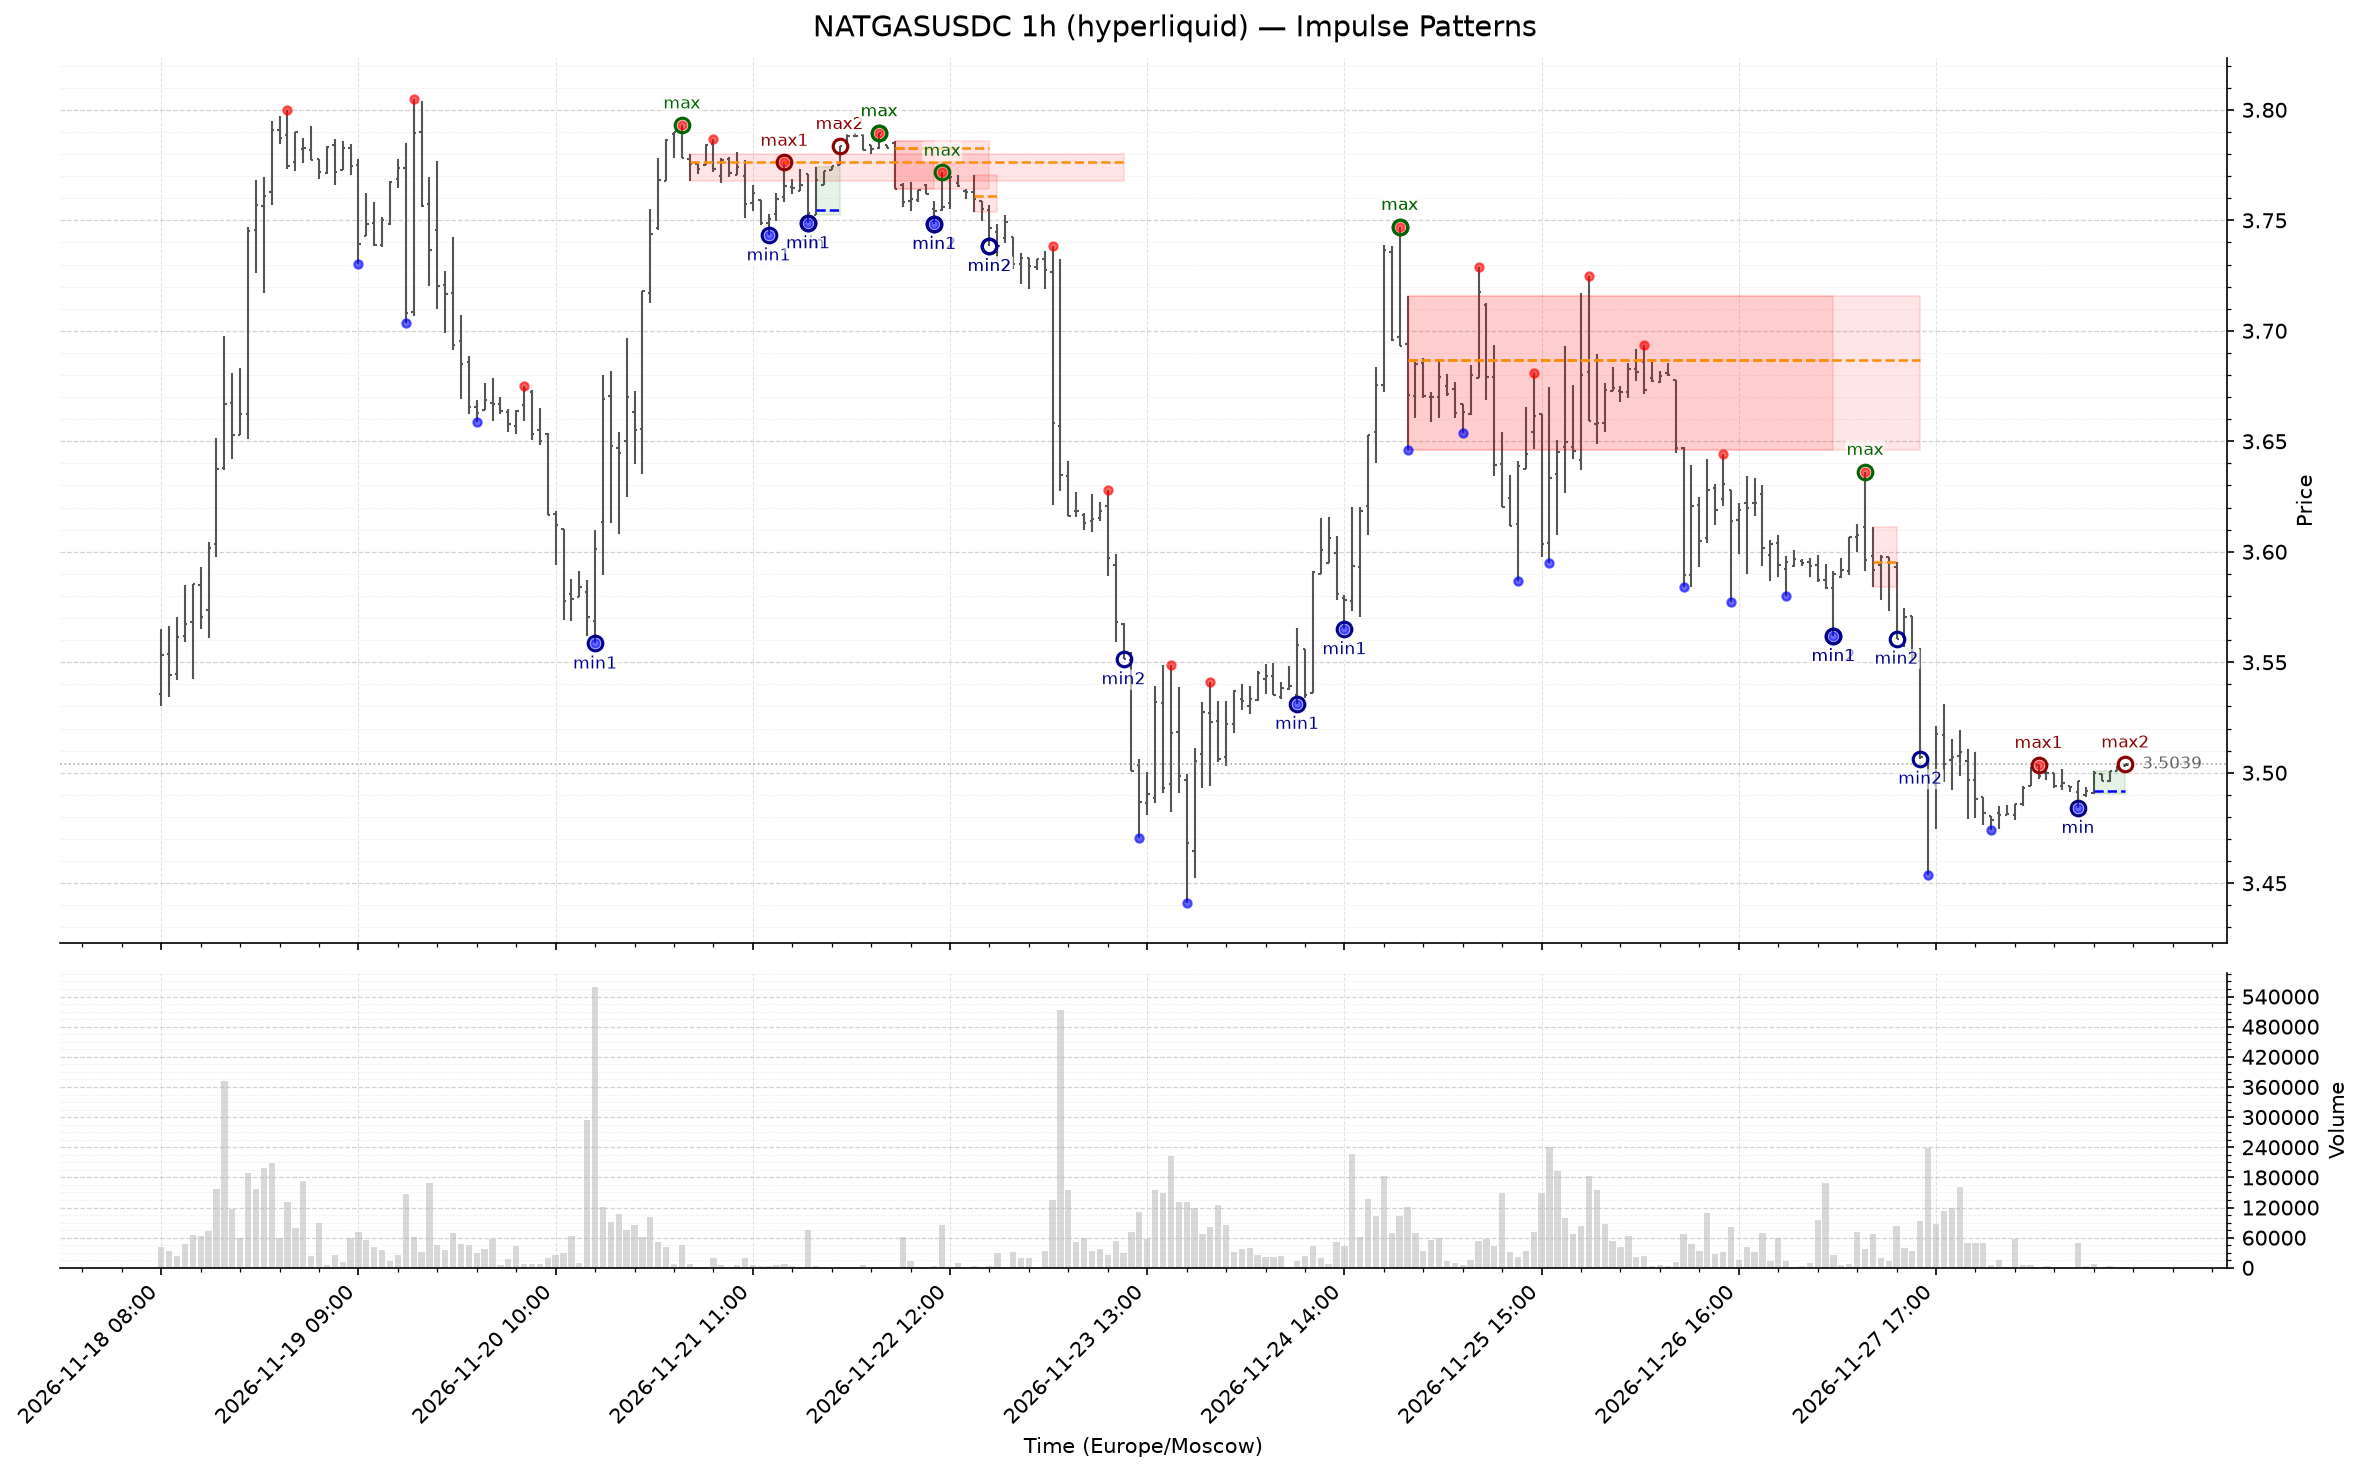 NATGASUSDC 1h (hyperliquid) — Impulse Patterns
max
max
max2
max1
max
min1
min1
min1
min2
3.80
3.75
3.70
3.65
3.60
3.55
3.50
3.45
Price
max
max
min1
min2
min1
min1
min1
min2
min2
max1
max2
3.5039
min
540000
480000
420000
360000
300000
240000
180000
120000
60000
0
Volume
2026-11-18 08:00
2026-11-19 09:00
2026-11-20 10:00
2026-11-21 11:00
2026-11-22 12:00
2026-11-23 13:00
2026-11-24 14:00
2026-11-25 15:00
2026-11-26 16:00
2026-11-27 17:00
Time (Europe/Moscow)